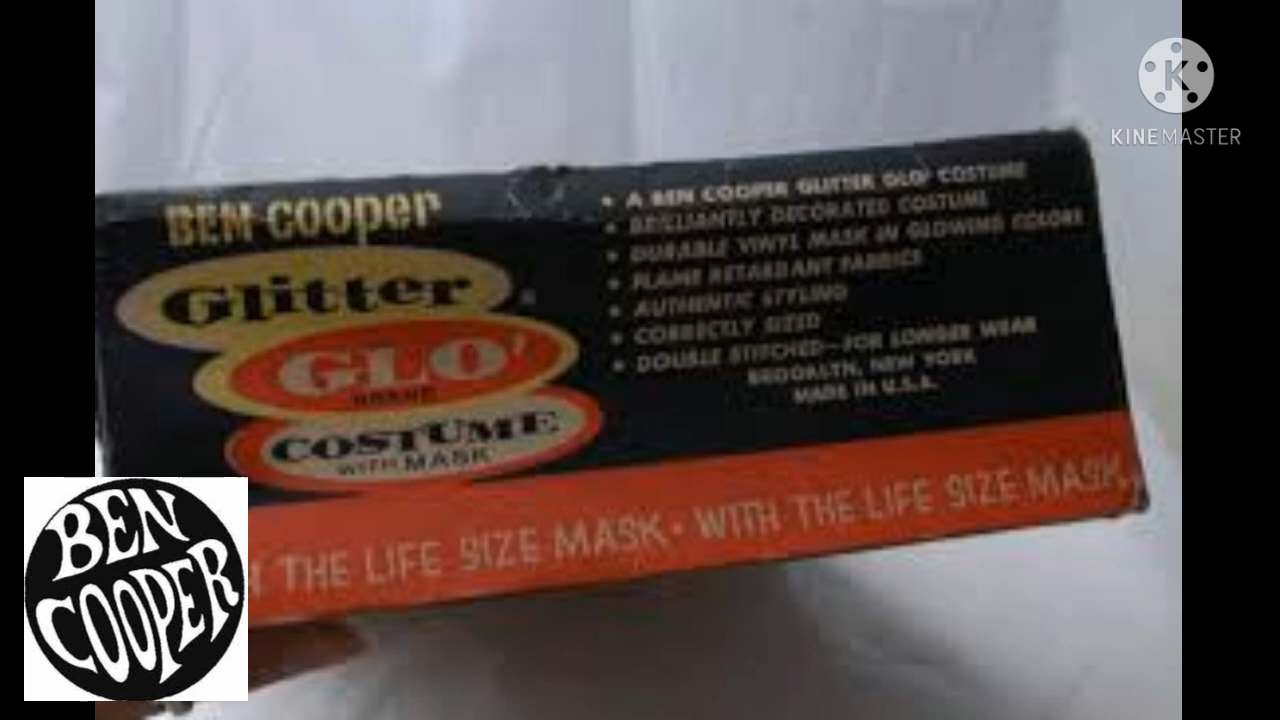 K
KINEMASTER
BEN COOPER
Glitter
GLO'
BRAND
COSTUME
WITH MASK
• A BEN COOPER GLITTER GLO' COSTUME
• BRILLIANTLY DECORATED COSTUME
• DURABLE VINYL MASK IN GLOWING COLORS
• FLAME RETARDANT FABRICS
• AUTHENTIC STYLING
• CORRECTLY SIZED
• DOUBLE STITCHED—FOR LONGER WEAR
BROOKLYN, NEW YORK
MADE IN U.S.A.
THE LIFE SIZE MASK • WITH THE LIFE SIZE MASK
BEN
COOPER